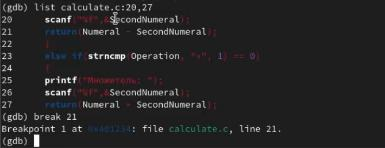 (gdb) list calculate.c:20,27
20 scanf("%f",&SecondNumeral);
21 return(Numeral - SecondNumeral);
22 }
23 else if(strncmp(Operation, "*", 1) == 0)
24 {
25 printf("Множитель: ");
26 scanf("%f",&SecondNumeral);
27 return(Numeral * SecondNumeral);
(gdb) break 21
Breakpoint 1 at 0x401234: file calculate.c, line 21.
(gdb)